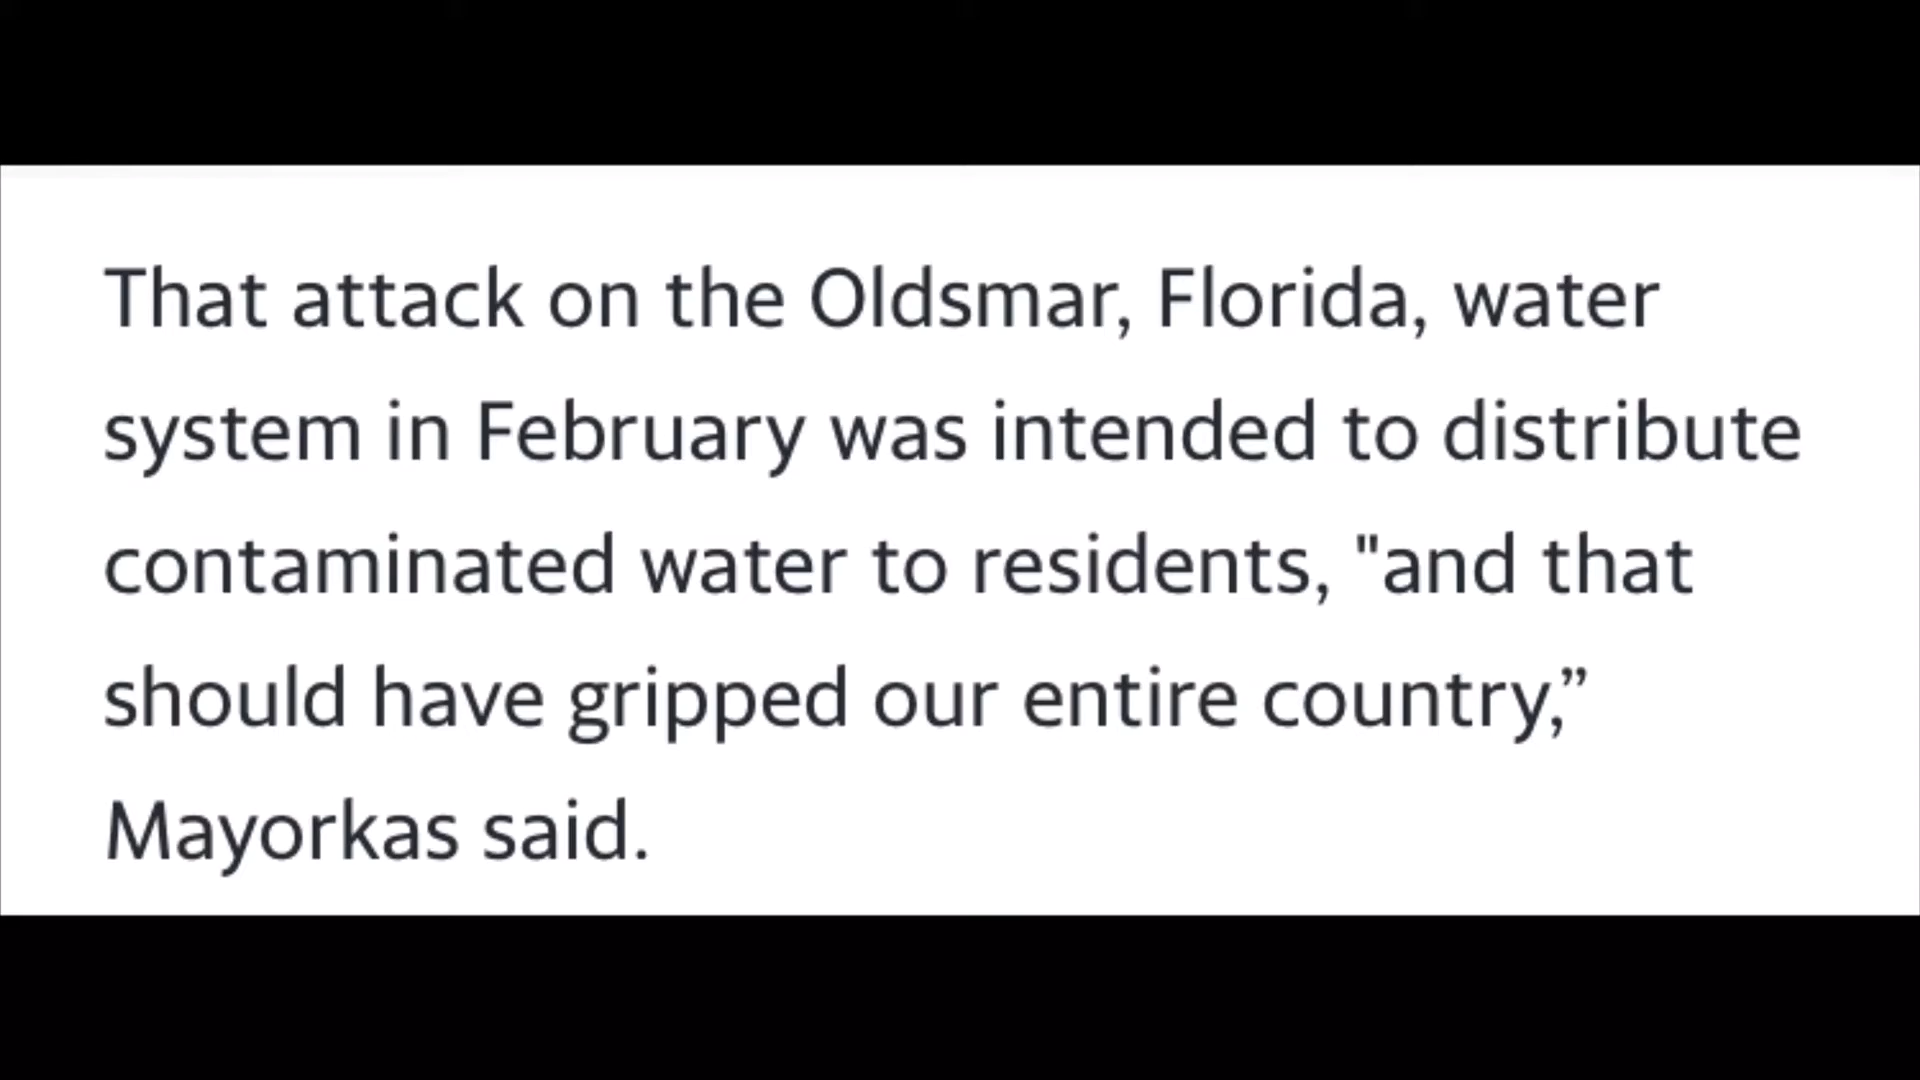 That attack on the Oldsmar, Florida, water
system in February was intended to distribute
contaminated water to residents, "and that
should have gripped our entire country,”
Mayorkas said.